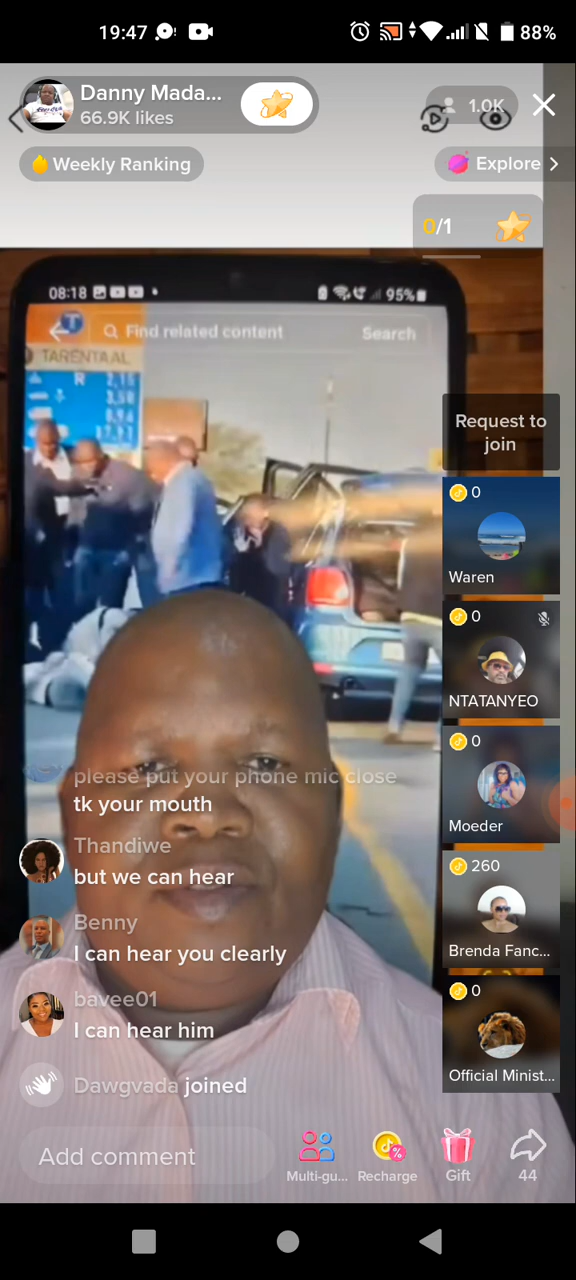 19:47
88%
Danny Mada...
66.9K likes
1.0K
Weekly Ranking
Explore
0/1
08:18
95%
Find related content
Search
TARENTAAL
R
Request to
join
0
Waren
0
NTATANYEO
0
Moeder
260
Brenda Fanc...
0
Official Minist...
please put your phone mic close
tk your mouth
Thandiwe
but we can hear
Benny
I can hear you clearly
bavee01
I can hear him
Dawgvada joined
Add comment
Multi-gu...
Recharge
Gift
44